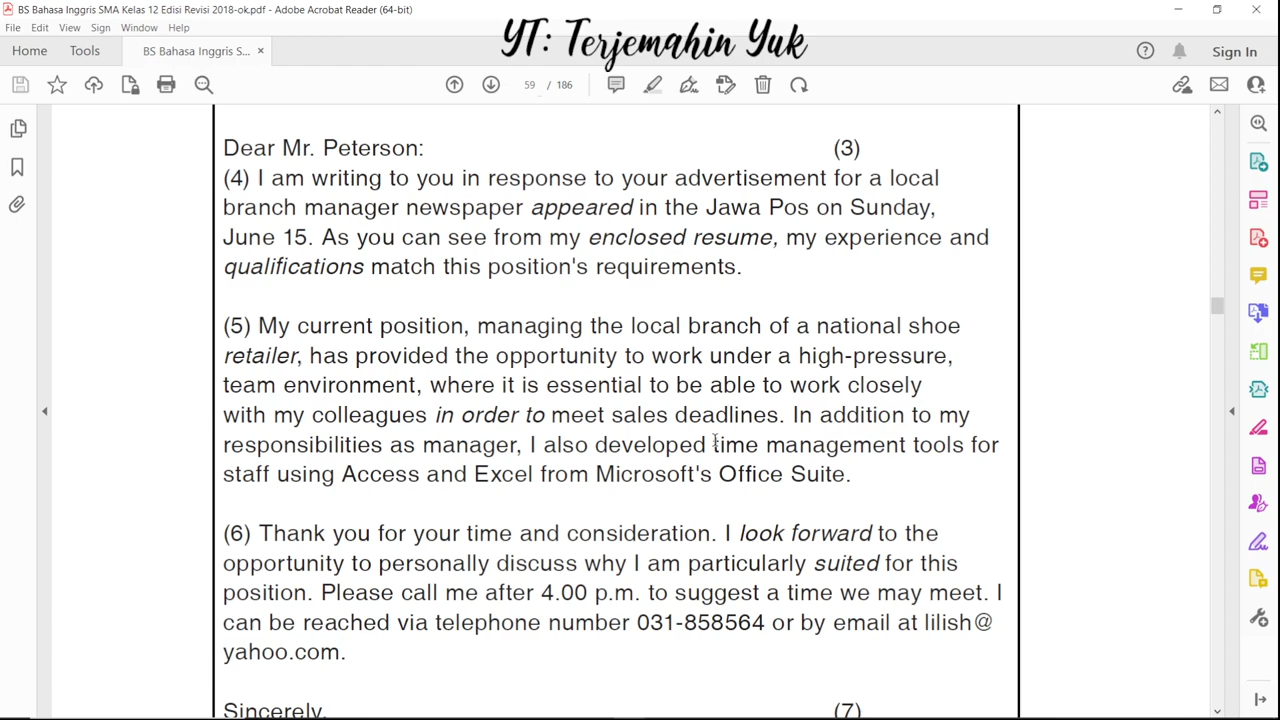 BS Bahasa Inggris SMA Kelas 12 Edisi Revisi 2018-ok.pdf - Adobe Acrobat Reader (64-bit)
File Edit View Sign Window Help
YT: Terjemahin Yuk
Home Tools BS Bahasa Inggris S... × Sign In
59 / 186
Dear Mr. Peterson: (3)
(4) I am writing to you in response to your advertisement for a local
branch manager newspaper appeared in the Jawa Pos on Sunday,
June 15. As you can see from my enclosed resume, my experience and
qualifications match this position's requirements.
(5) My current position, managing the local branch of a national shoe
retailer, has provided the opportunity to work under a high-pressure,
team environment, where it is essential to be able to work closely
with my colleagues in order to meet sales deadlines. In addition to my
responsibilities as manager, I also developed time management tools for
staff using Access and Excel from Microsoft's Office Suite.
(6) Thank you for your time and consideration. I look forward to the
opportunity to personally discuss why I am particularly suited for this
position. Please call me after 4.00 p.m. to suggest a time we may meet. I
can be reached via telephone number 031-858564 or by email at lilish@
yahoo.com.
Sincerely, (7)